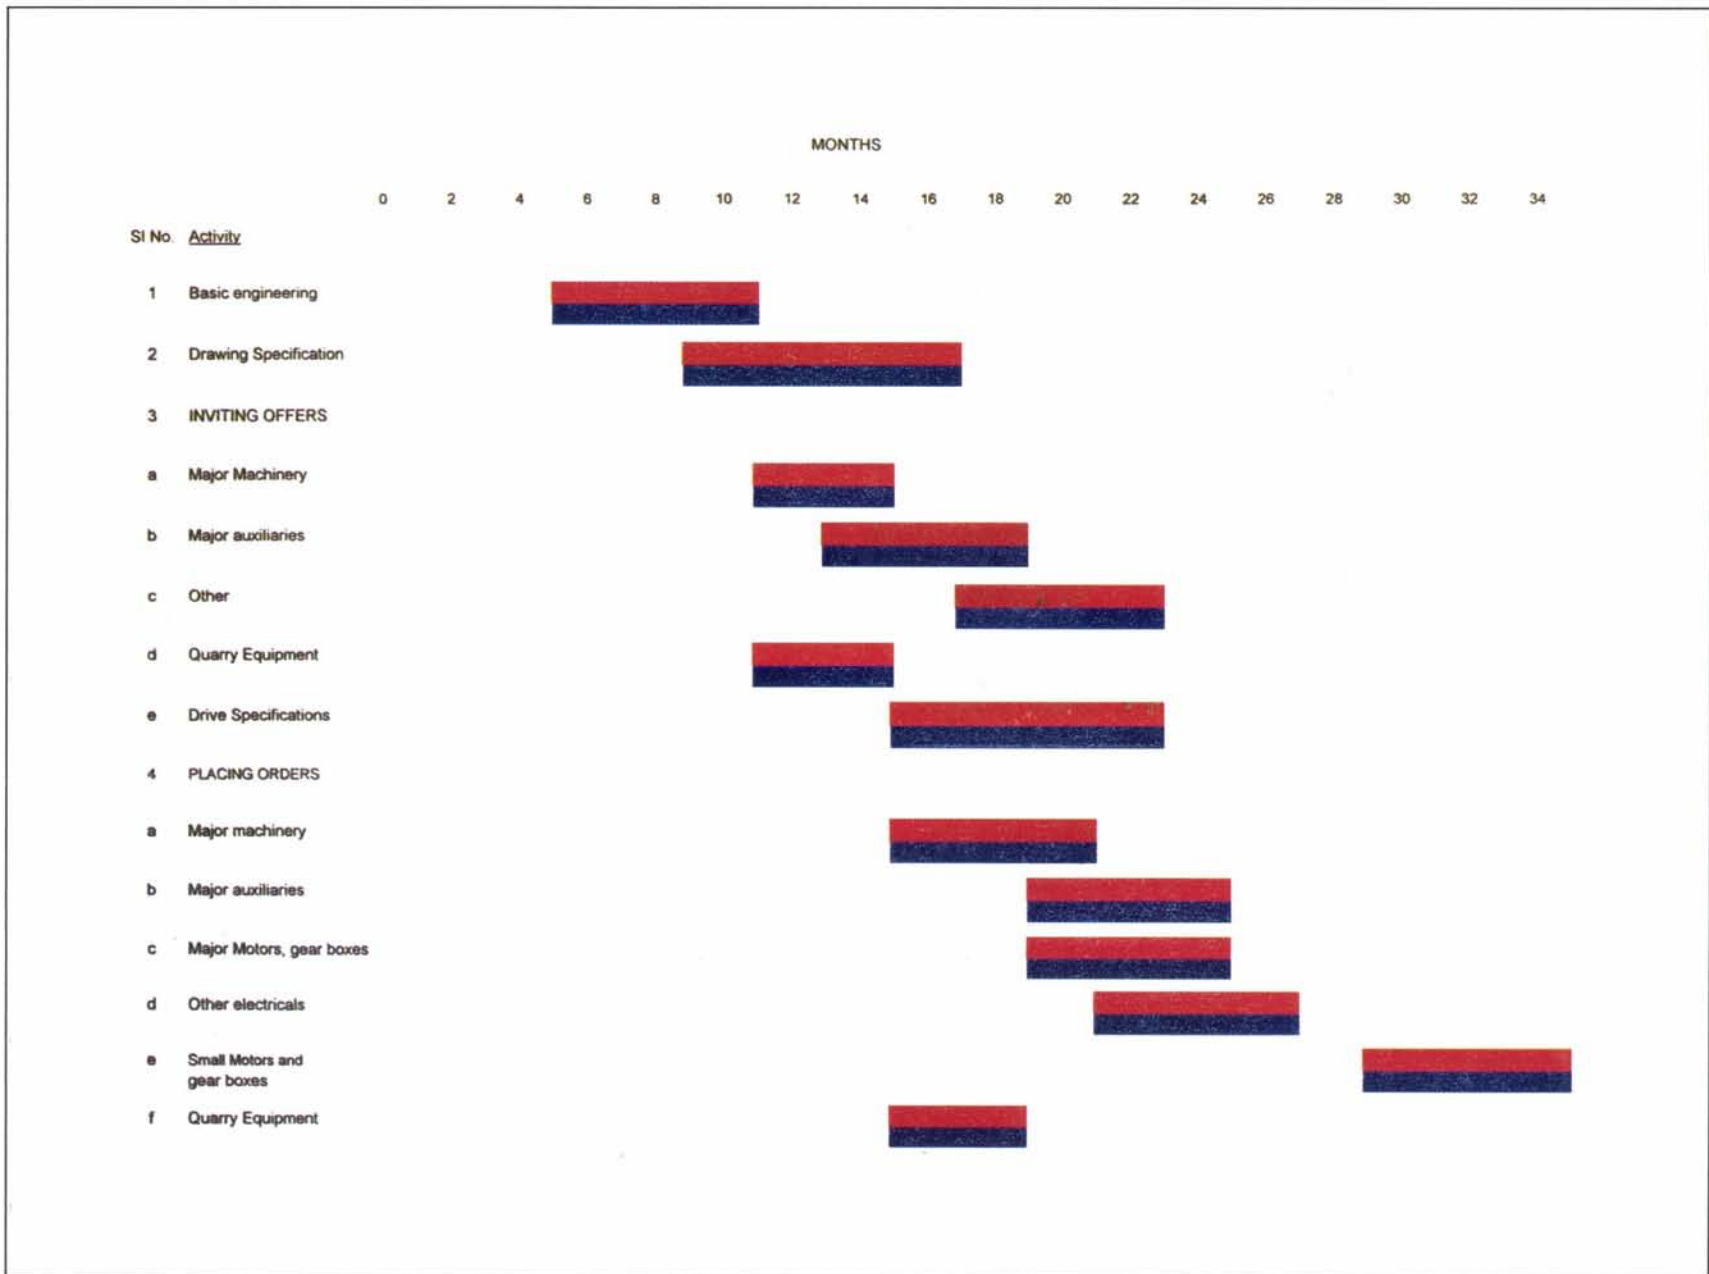 MONTHS
0 2 4 6 8 10 12 14 16 18 20 22 24 26 28 30 32 34
Sl No. Activity
1 Basic engineering
2 Drawing Specification
3 INVITING OFFERS
a Major Machinery
b Major auxiliaries
c Other
d Quarry Equipment
e Drive Specifications
4 PLACING ORDERS
a Major machinery
b Major auxiliaries
c Major Motors, gear boxes
d Other electricals
e Small Motors and
gear boxes
f Quarry Equipment